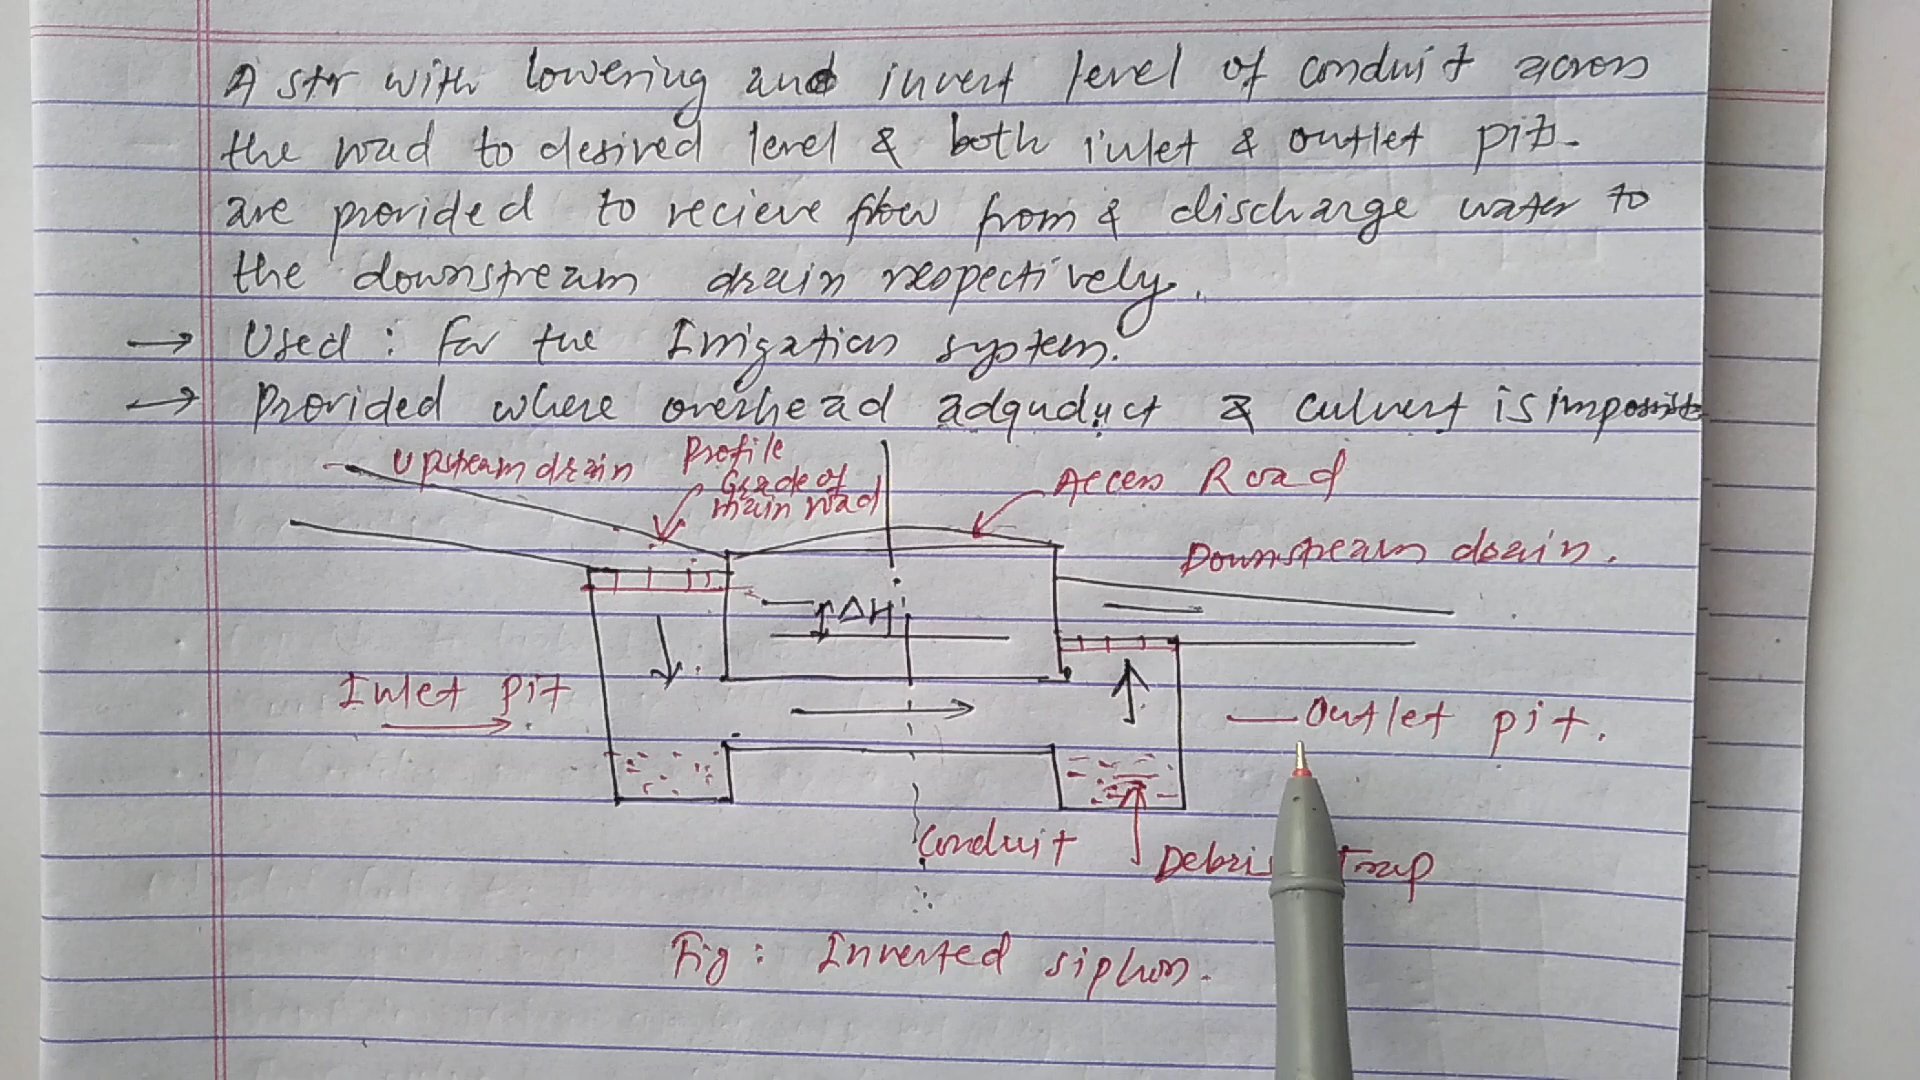 A str with lowering and invert level of conduit across
the road to desired level & both inlet & outlet pit.
are provided to recieve flow from & discharge water to
the downstream drain respectively.
→ Used : For the Irrigation system.
→ Provided where overhead adquduct & culvert is impossible
Upstream drain
Profile
Grade of
main road
Access Road
Downstream drain.
ΔH
Inlet pit
Outlet pit.
Conduit
Debris Trap
Fig : Inverted siphon.